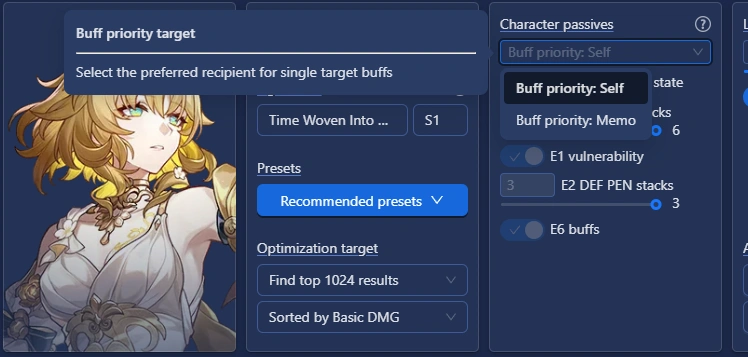 Buff priority target
Select the preferred recipient for single target buffs
Time Woven Into ...
S1
Presets
Recommended presets
Optimization target
Find top 1024 results
Sorted by Basic DMG
Character passives
?
Buff priority: Self
Buff priority: Self
state
Buff priority: Memo
cks
6
E1 vulnerability
3
E2 DEF PEN stacks
3
E6 buffs